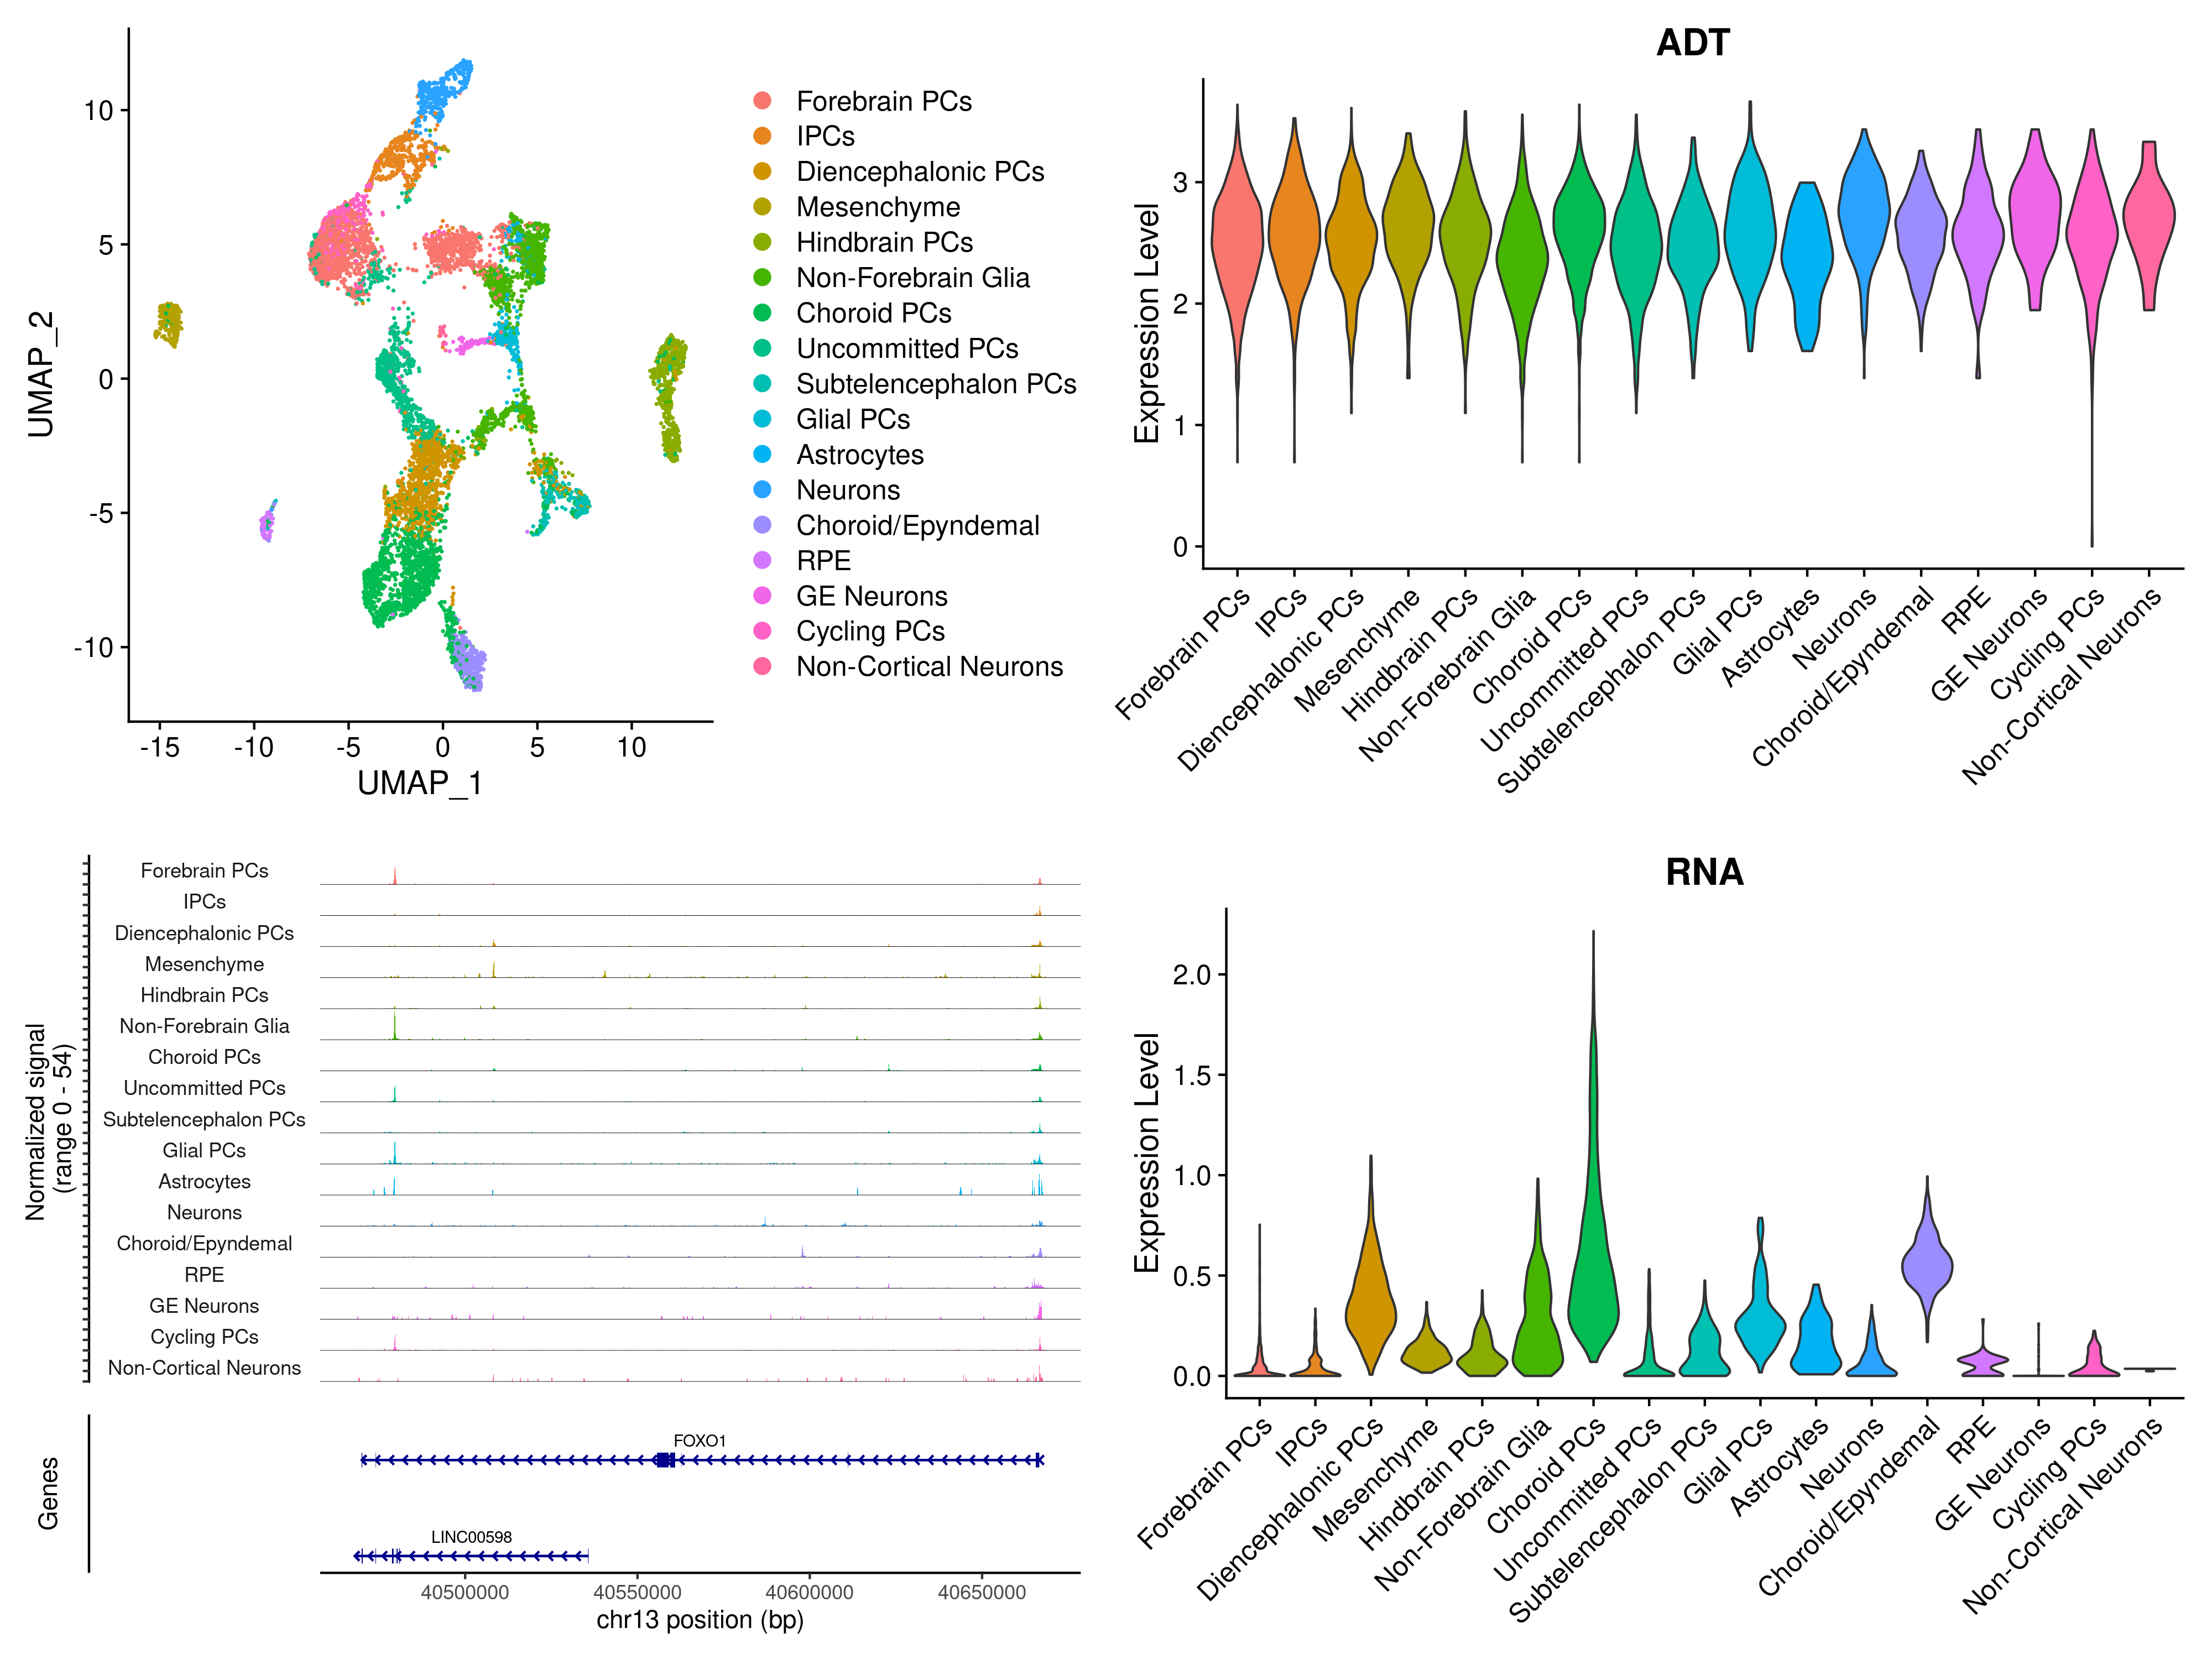 10
5
0
-5
-10
UMAP_2
-15
-10
-5
0
5
10
UMAP_1
Forebrain PCs
IPCs
Diencephalonic PCs
Mesenchyme
Hindbrain PCs
Non-Forebrain Glia
Choroid PCs
Uncommitted PCs
Subtelencephalon PCs
Glial PCs
Astrocytes
Neurons
Choroid/Epyndemal
RPE
GE Neurons
Cycling PCs
Non-Cortical Neurons
ADT
Expression Level
3
2
1
0
Forebrain PCs
IPCs
Diencephalonic PCs
Mesenchyme
Hindbrain PCs
Non-Forebrain Glia
Choroid PCs
Uncommitted PCs
Subtelencephalon PCs
Glial PCs
Astrocytes
Neurons
Choroid/Epyndemal
RPE
GE Neurons
Cycling PCs
Non-Cortical Neurons
Normalized signal
(range 0 - 54)
Forebrain PCs
IPCs
Diencephalonic PCs
Mesenchyme
Hindbrain PCs
Non-Forebrain Glia
Choroid PCs
Uncommitted PCs
Subtelencephalon PCs
Glial PCs
Astrocytes
Neurons
Choroid/Epyndemal
RPE
GE Neurons
Cycling PCs
Non-Cortical Neurons
Genes
FOXO1
LINC00598
40500000
40550000
40600000
40650000
chr13 position (bp)
RNA
Expression Level
2.0
1.5
1.0
0.5
0.0
Forebrain PCs
IPCs
Diencephalonic PCs
Mesenchyme
Hindbrain PCs
Non-Forebrain Glia
Choroid PCs
Uncommitted PCs
Subtelencephalon PCs
Glial PCs
Astrocytes
Neurons
Choroid/Epyndemal
RPE
GE Neurons
Cycling PCs
Non-Cortical Neurons